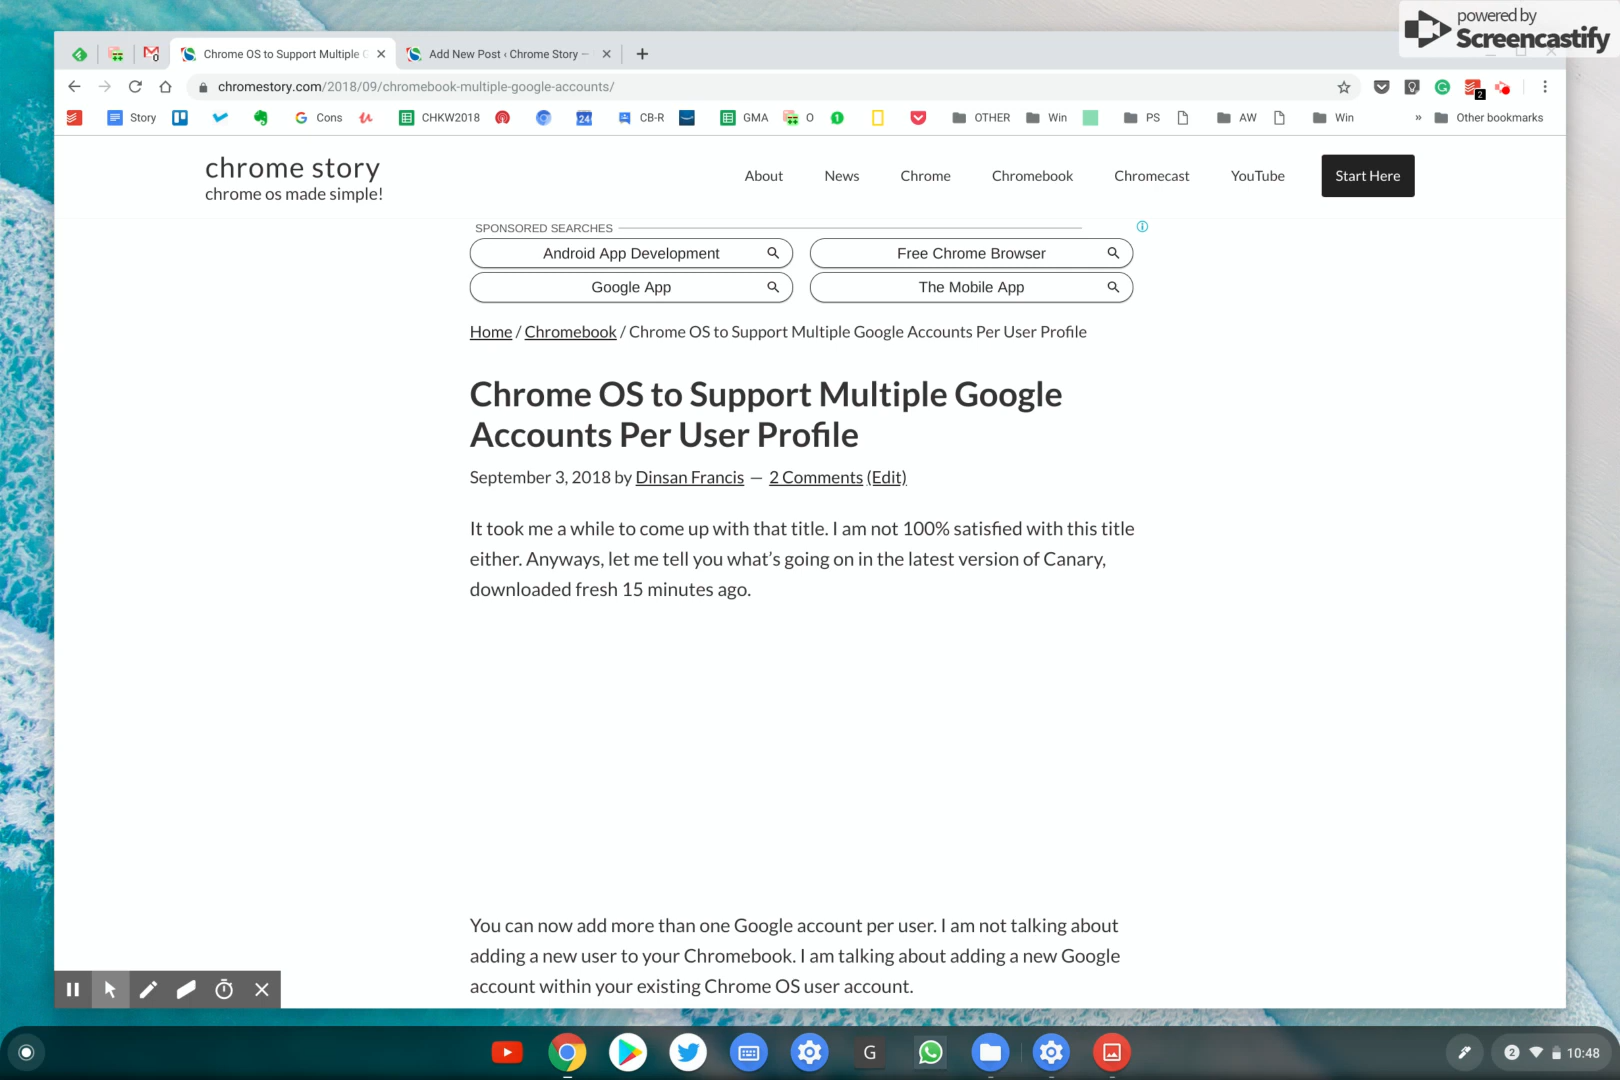 powered by
Screencastify
Chrome OS to Support Multiple G
Add New Post ‹ Chrome Story —
chromestory.com/2018/09/chromebook-multiple-google-accounts/
2
Story
Cons
CHKW2018
24
CB-R
GMA
O
1
OTHER
Win
PS
AW
Win
» Other bookmarks
chrome story
chrome os made simple!
About
News
Chrome
Chromebook
Chromecast
YouTube
Start Here
SPONSORED SEARCHES
Android App Development
Free Chrome Browser
Google App
The Mobile App
Home / Chromebook / Chrome OS to Support Multiple Google Accounts Per User Profile
Chrome OS to Support Multiple Google
Accounts Per User Profile
September 3, 2018 by Dinsan Francis — 2 Comments (Edit)
It took me a while to come up with that title. I am not 100% satisfied with this title
either. Anyways, let me tell you what’s going on in the latest version of Canary,
downloaded fresh 15 minutes ago.
You can now add more than one Google account per user. I am not talking about
adding a new user to your Chromebook. I am talking about adding a new Google
account within your existing Chrome OS user account.
G
2
10:48